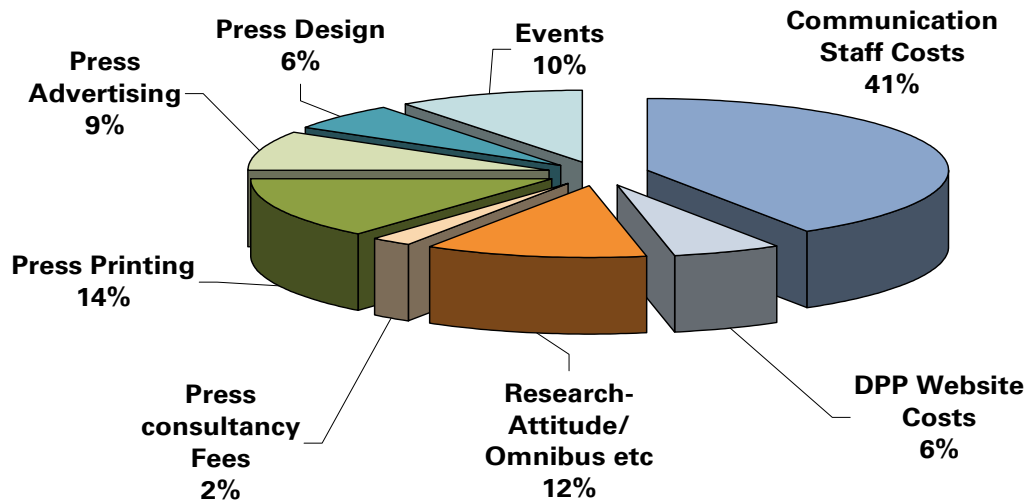 Communication
Staff Costs
41%
Events
10%
Press Design
6%
Press
Advertising
9%
Press Printing
14%
Press
consultancy
Fees
2%
Research-
Attitude/
Omnibus etc
12%
DPP Website
Costs
6%